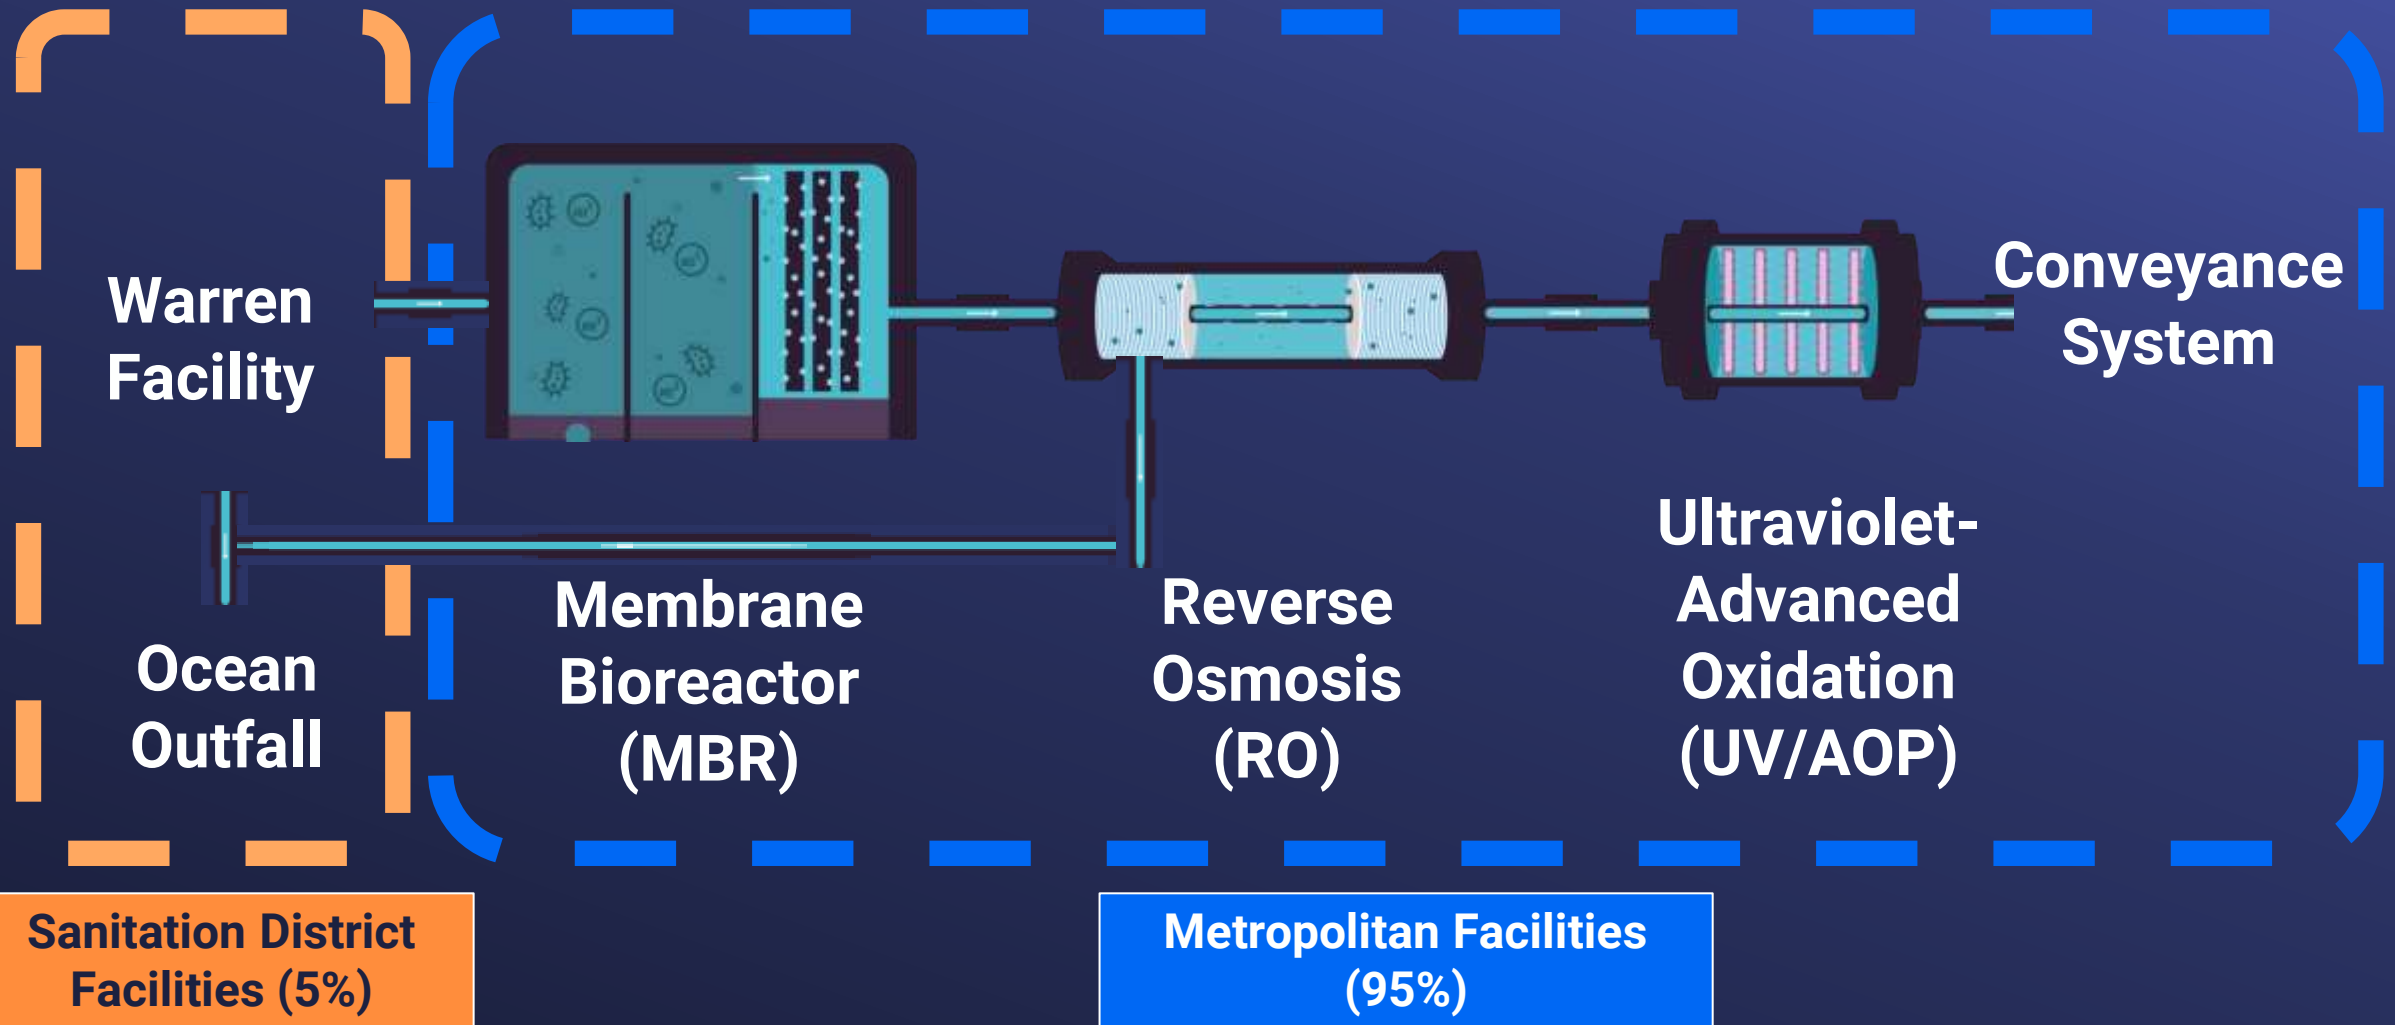 Warren
Facility
Conveyance
System
Ocean
Outfall
Membrane
Bioreactor
(MBR)
Reverse
Osmosis
(RO)
Ultraviolet-
Advanced
Oxidation
(UV/AOP)
Sanitation District
Facilities (5%)
Metropolitan Facilities
(95%)